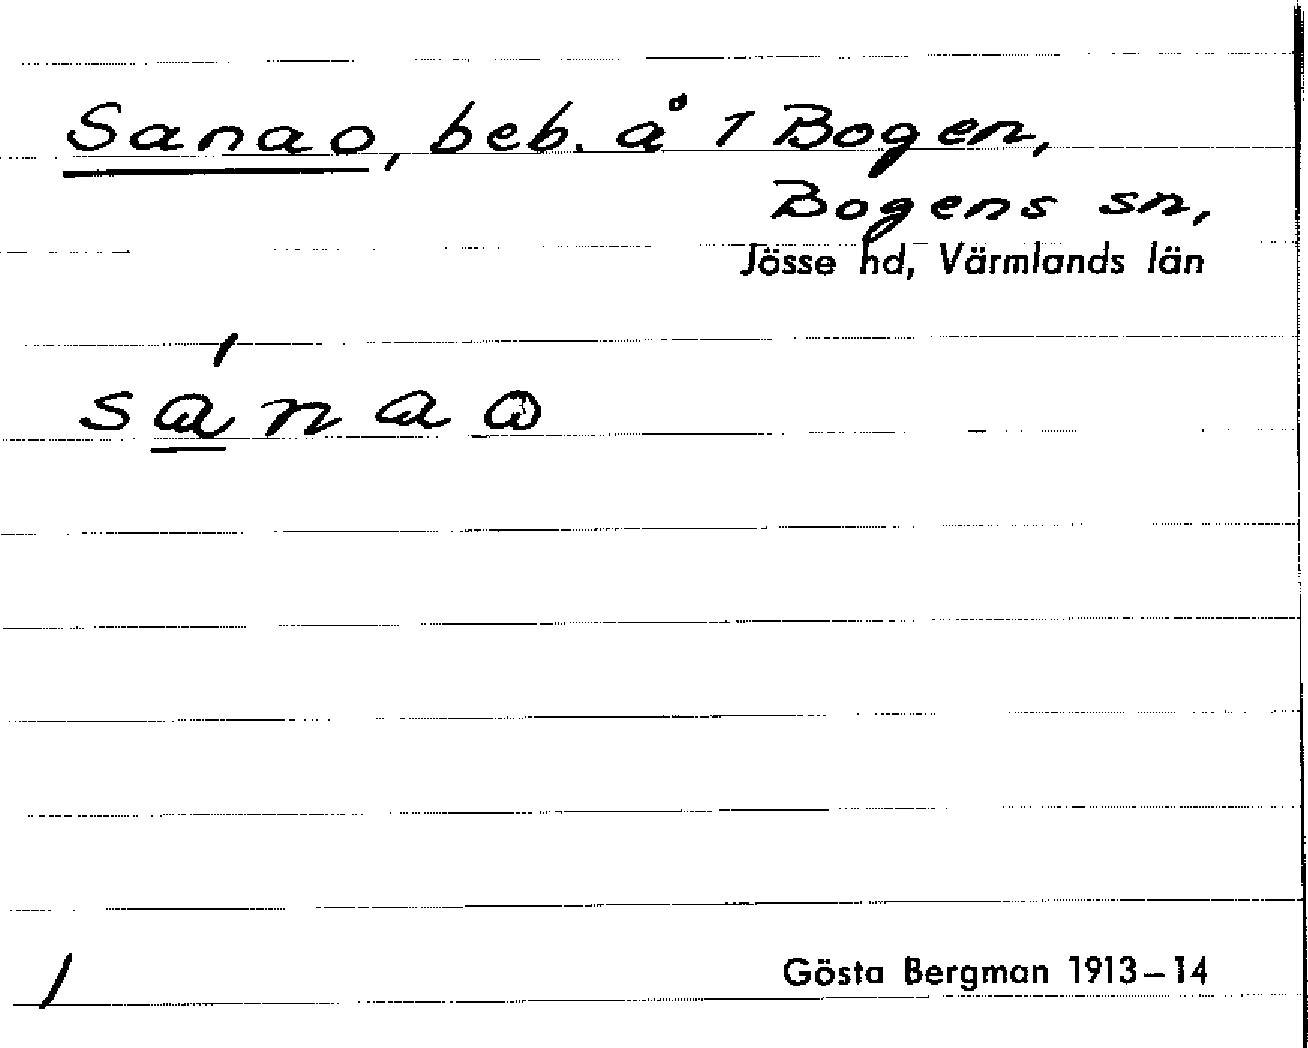 Sanao, beb. å 1 Bogen,
Bogens sn,
Jösse hd, Värmlands län
sánaa
/
Gösta Bergman 1913–14